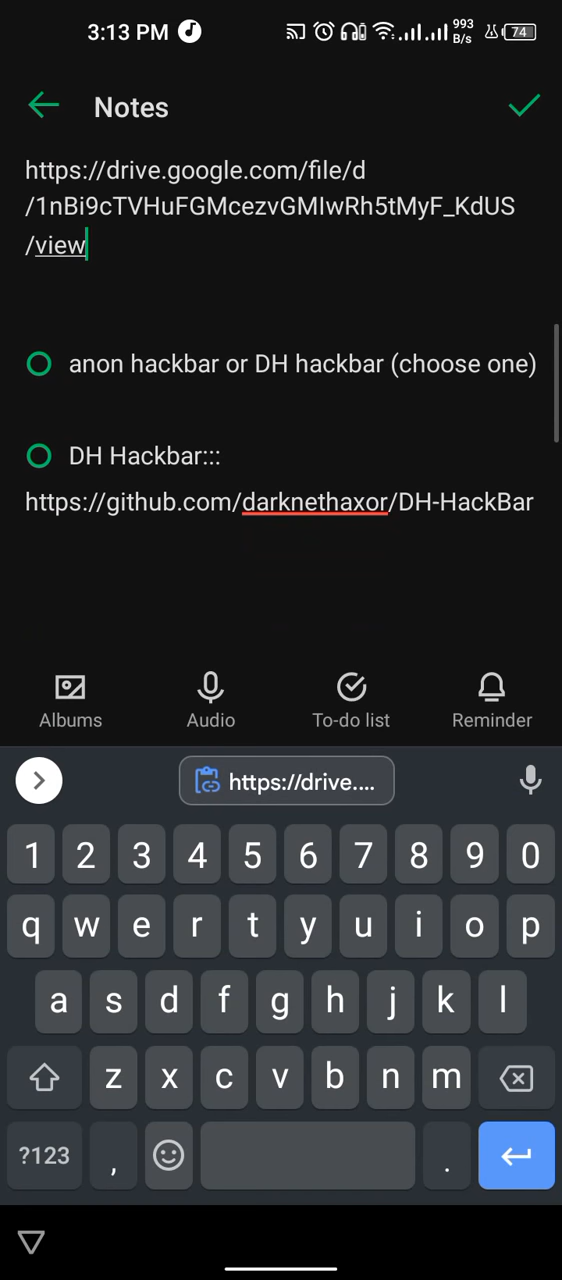 3:13 PM
993
B/s
74
Notes
https://drive.google.com/file/d
/1nBi9cTVHuFGMcezvGMIwRh5tMyF_KdUS
/view
anon hackbar or DH hackbar (choose one)
DH Hackbar:::
https://github.com/darknethaxor/DH-HackBar
Albums Audio To-do list Reminder
https://drive....
1 2 3 4 5 6 7 8 9 0
q w e r t y u i o p
a s d f g h j k l
z x c v b n m
?123 , .